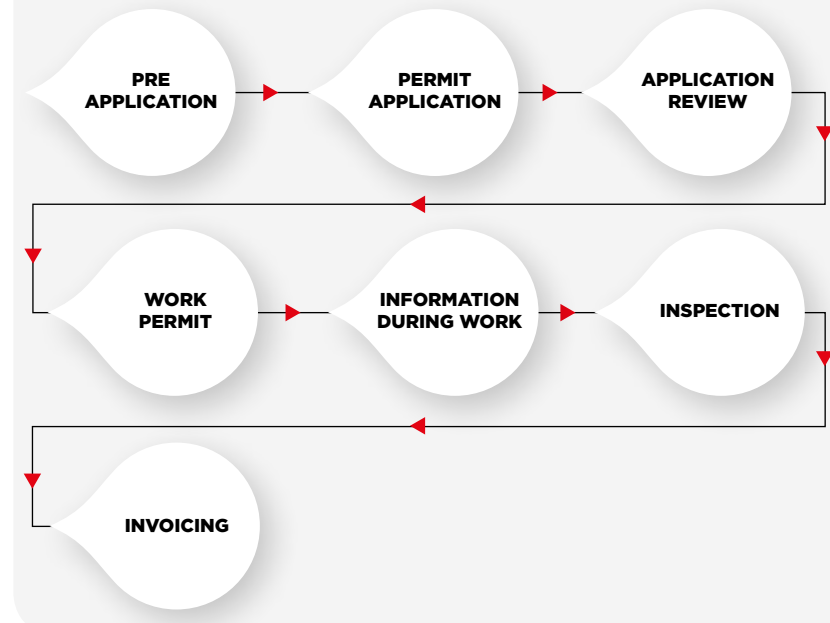 PRE
APPLICATION
PERMIT
APPLICATION
APPLICATION
REVIEW
WORK
PERMIT
INFORMATION
DURING WORK
INSPECTION
INVOICING